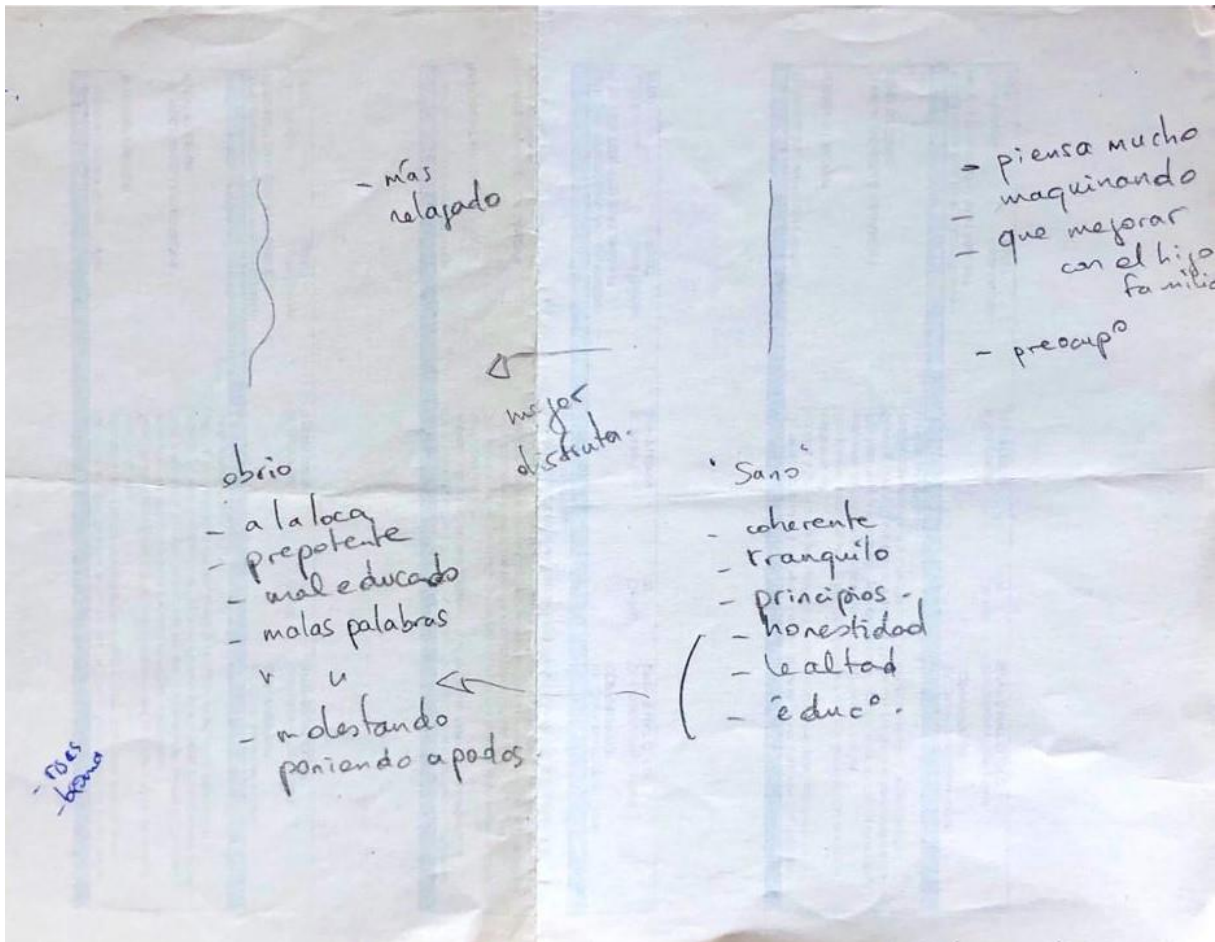 - más
relajado
obrio
- a la loca
- prepotente
- mal educado
- malas palabras
- molestando
poniendo apodos.
mejor
disfruta.
- piensa mucho
- maquinando
- que mejorar
con el hijo
familia
- preocupº
"Sano"
- coherente
- tranquilo
- principios -
- honestidad
- lealtad
- educº.